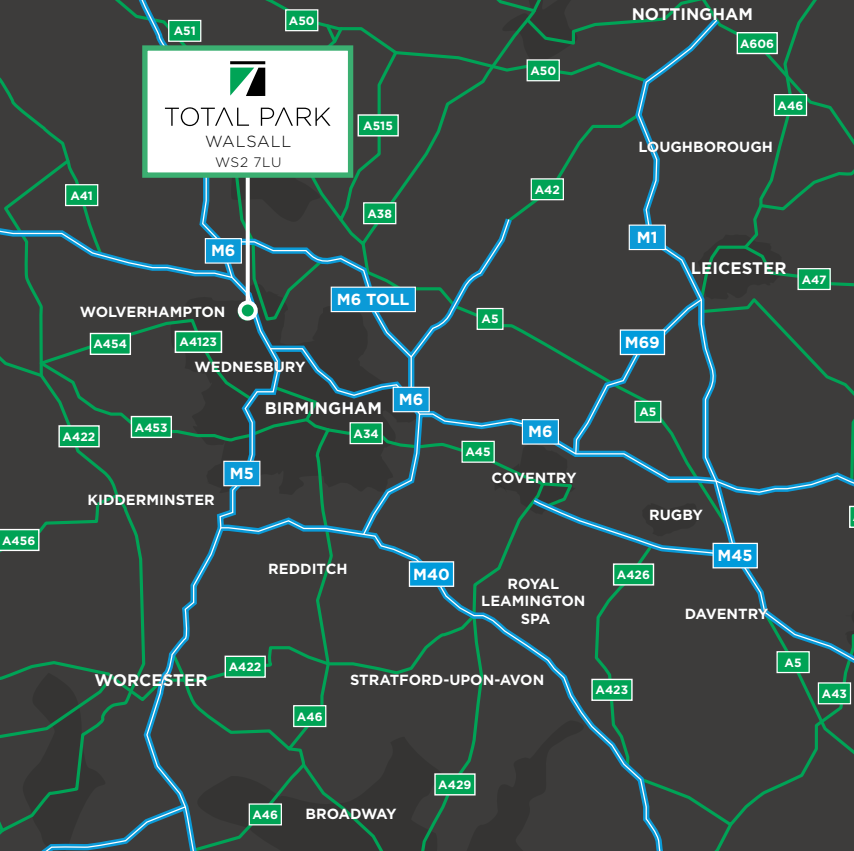 NOTTINGHAM
A50
A51
A606
A50
A46
TOTAL PARK
WALSALL
WS2 7LU
A515
LOUGHBOROUGH
A42
A41
A38
M1
M6
LEICESTER
A47
M6 TOLL
WOLVERHAMPTON
A5
A454
A4123
M69
WEDNESBURY
M6
BIRMINGHAM
A5
A453
A422
A34
M6
A45
M5
COVENTRY
KIDDERMINSTER
RUGBY
A456
M45
REDDITCH
M40
A426
ROYAL
LEAMINGTON
SPA
DAVENTRY
A422
A5
WORCESTER
STRATFORD-UPON-AVON
A423
A43
A46
A429
A46
BROADWAY